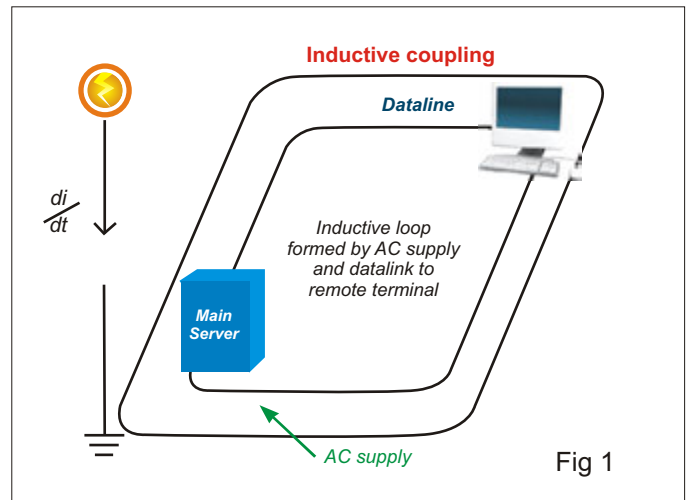 Inductive coupling
Dataline
di
dt
Inductive loop
formed by AC supply
and datalink to
remote terminal
Main
Server
AC supply
Fig 1